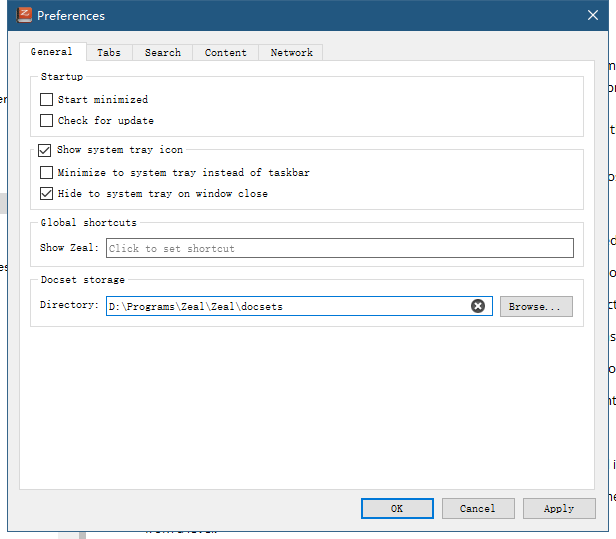 Preferences
General Tabs Search Content Network
Startup
Start minimized
Check for update
Show system tray icon
Minimize to system tray instead of taskbar
Hide to system tray on window close
Global shortcuts
Show Zeal: Click to set shortcut
Docset storage
Directory: D:\Programs\Zeal\Zeal\docsets Browse...
OK Cancel Apply